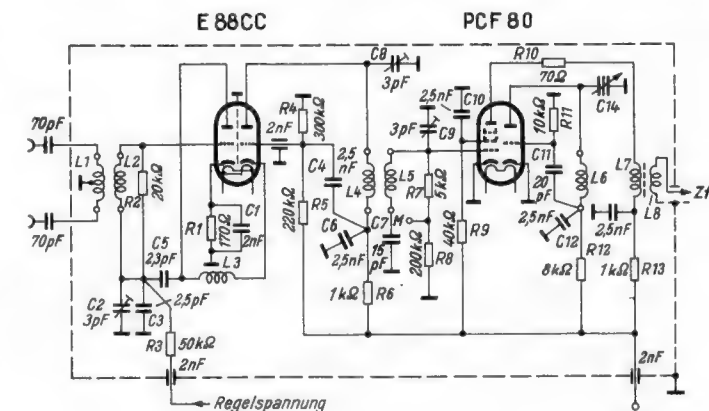 E88CC
PCF 80
C8
3pF
R10
70Ω
C14
70pF
L1
L2
R2
20kΩ
2nF
R4
300kΩ
C4
2,5
nF
2,5nF
C10
3pF
C9
10kΩ
R11
C11
20
pF
L4
L5
L6
L7
L8
Zf
R1
170Ω
C1
2nF
R5
220kΩ
C6
2,5nF
C7
15
pF
M
R7
5kΩ
R8
200kΩ
R9
40kΩ
2,5nF
C12
2,5nF
70pF
C5
2,3pF
L3
C2
3pF
C3
2,5pF
R3
50kΩ
1kΩ
R6
R12
8kΩ
1kΩ
R13
2nF
2nF
Regelspannung